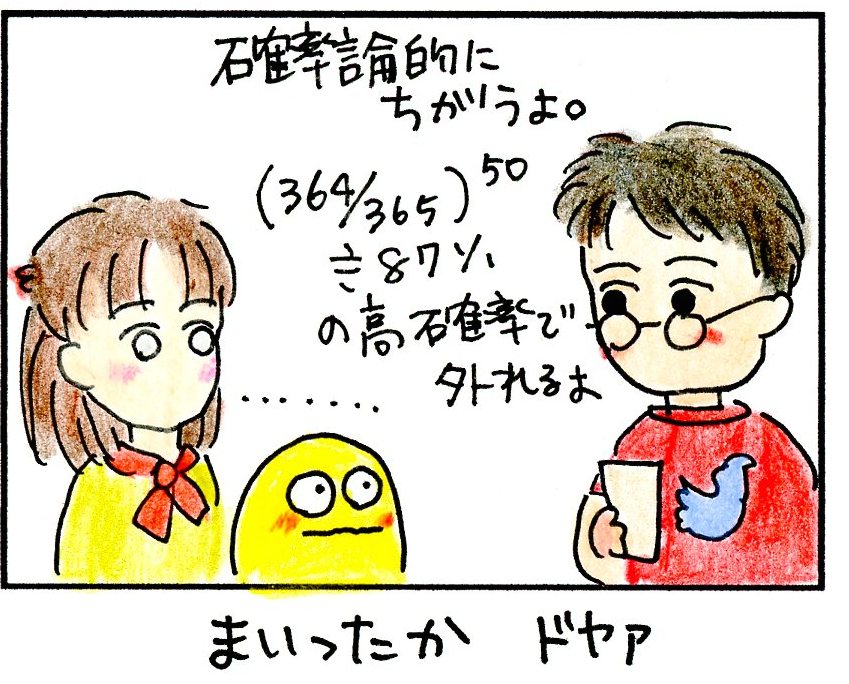 確率論的に
ちがうよ。
(364/365)^50
≒87%
の高確率で
外れるよ
.......
まいったか ドヤァ